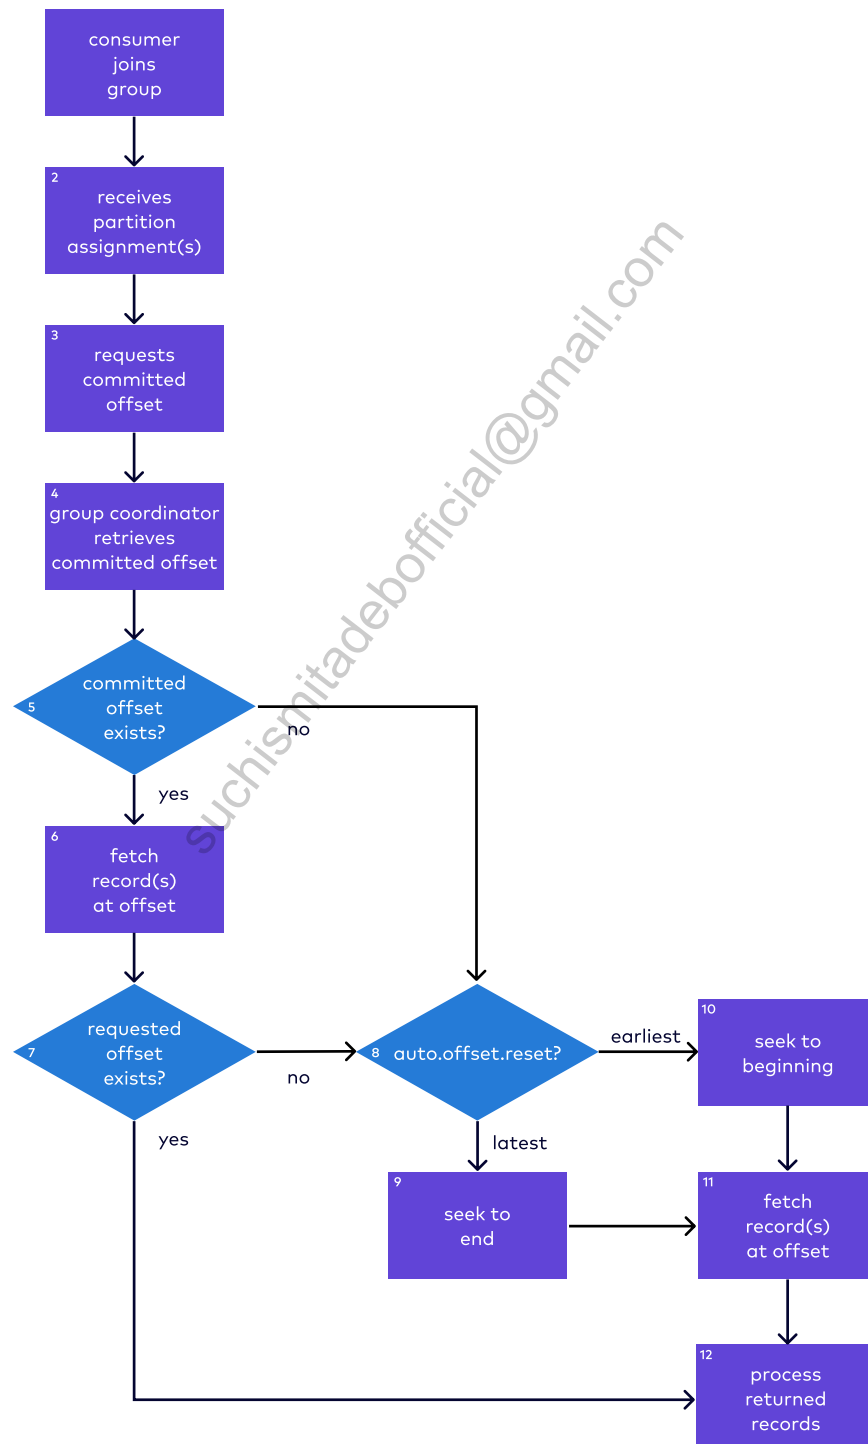 consumer
joins
group
2
receives
partition
assignment(s)
3
requests
committed
offset
4
group coordinator
retrieves
committed offset
5
committed
offset
exists?
no
yes
6
fetch
record(s)
at offset
7
requested
offset
exists?
no
yes
8
auto.offset.reset?
earliest
latest
9
seek to
end
10
seek to
beginning
11
fetch
record(s)
at offset
12
process
returned
records
suchismitadebofficial@gmail.com